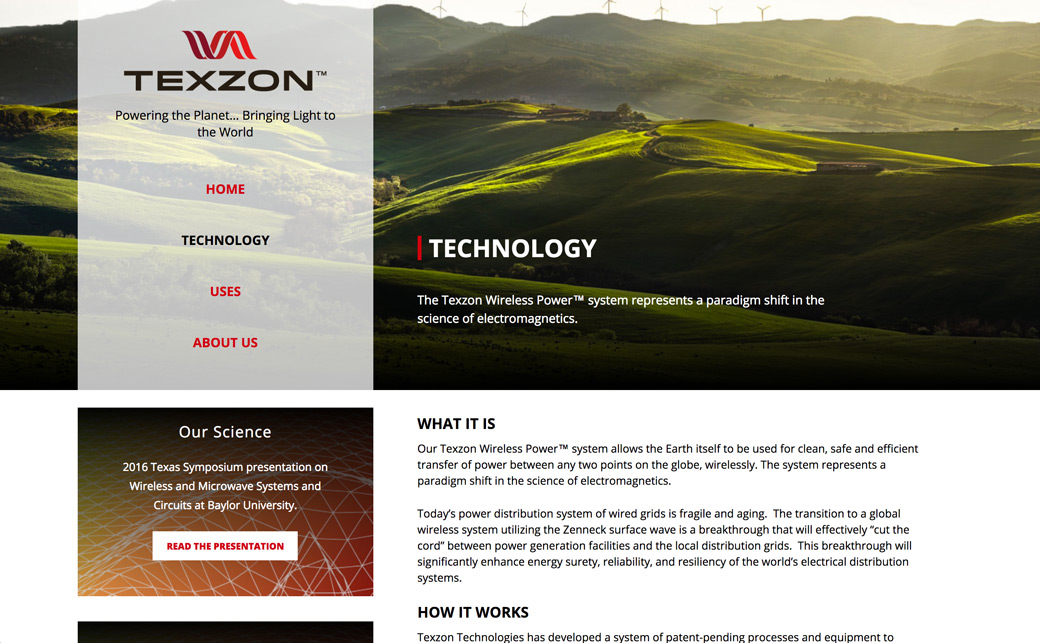 TEXZON™
Powering the Planet... Bringing Light to
the World
HOME
TECHNOLOGY
USES
ABOUT US
TECHNOLOGY
The Texzon Wireless Power™ system represents a paradigm shift in the
science of electromagnetics.
Our Science
2016 Texas Symposium presentation on
Wireless and Microwave Systems and
Circuits at Baylor University.
READ THE PRESENTATION
WHAT IT IS
Our Texzon Wireless Power™ system allows the Earth itself to be used for clean, safe and efficient
transfer of power between any two points on the globe, wirelessly. The system represents a
paradigm shift in the science of electromagnetics.
Today's power distribution system of wired grids is fragile and aging.  The transition to a global
wireless system utilizing the Zenneck surface wave is a breakthrough that will effectively “cut the
cord” between power generation facilities and the local distribution grids.  This breakthrough will
significantly enhance energy surety, reliability, and resiliency of the world's electrical distribution
systems.
HOW IT WORKS
Texzon Technologies has developed a system of patent-pending processes and equipment to